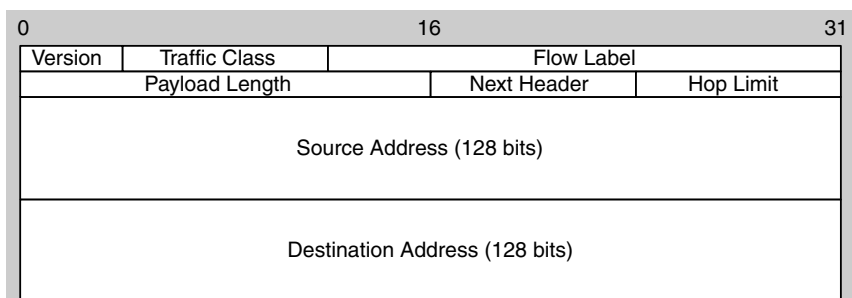 0 16 31
Version Traffic Class Flow Label
Payload Length Next Header Hop Limit
Source Address (128 bits)
Destination Address (128 bits)